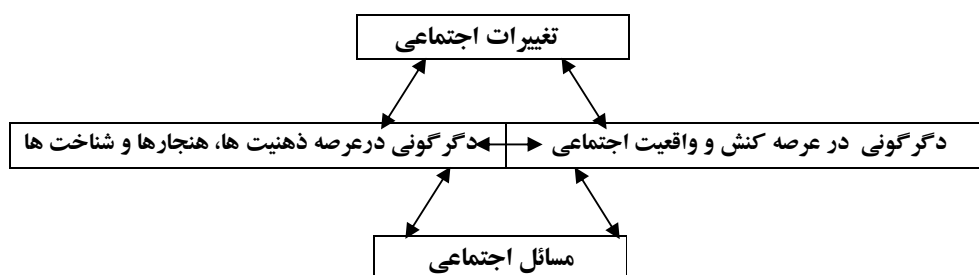 تغییرات اجتماعی
دگرگونی در عرصه کنش و واقعیت اجتماعی
دگرگونی درعرصه ذهنیت ها، هنجارها و شناخت ها
مسائل اجتماعی